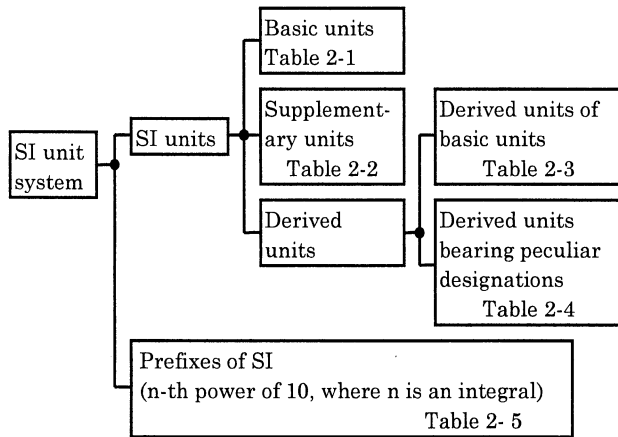 SI unit
system
SI units
Basic units
Table 2-1
Supplement-
ary units
Table 2-2
Derived
units
Derived units of
basic units
Table 2-3
Derived units
bearing peculiar
designations
Table 2-4
Prefixes of SI
(n-th power of 10, where n is an integral)
Table 2- 5